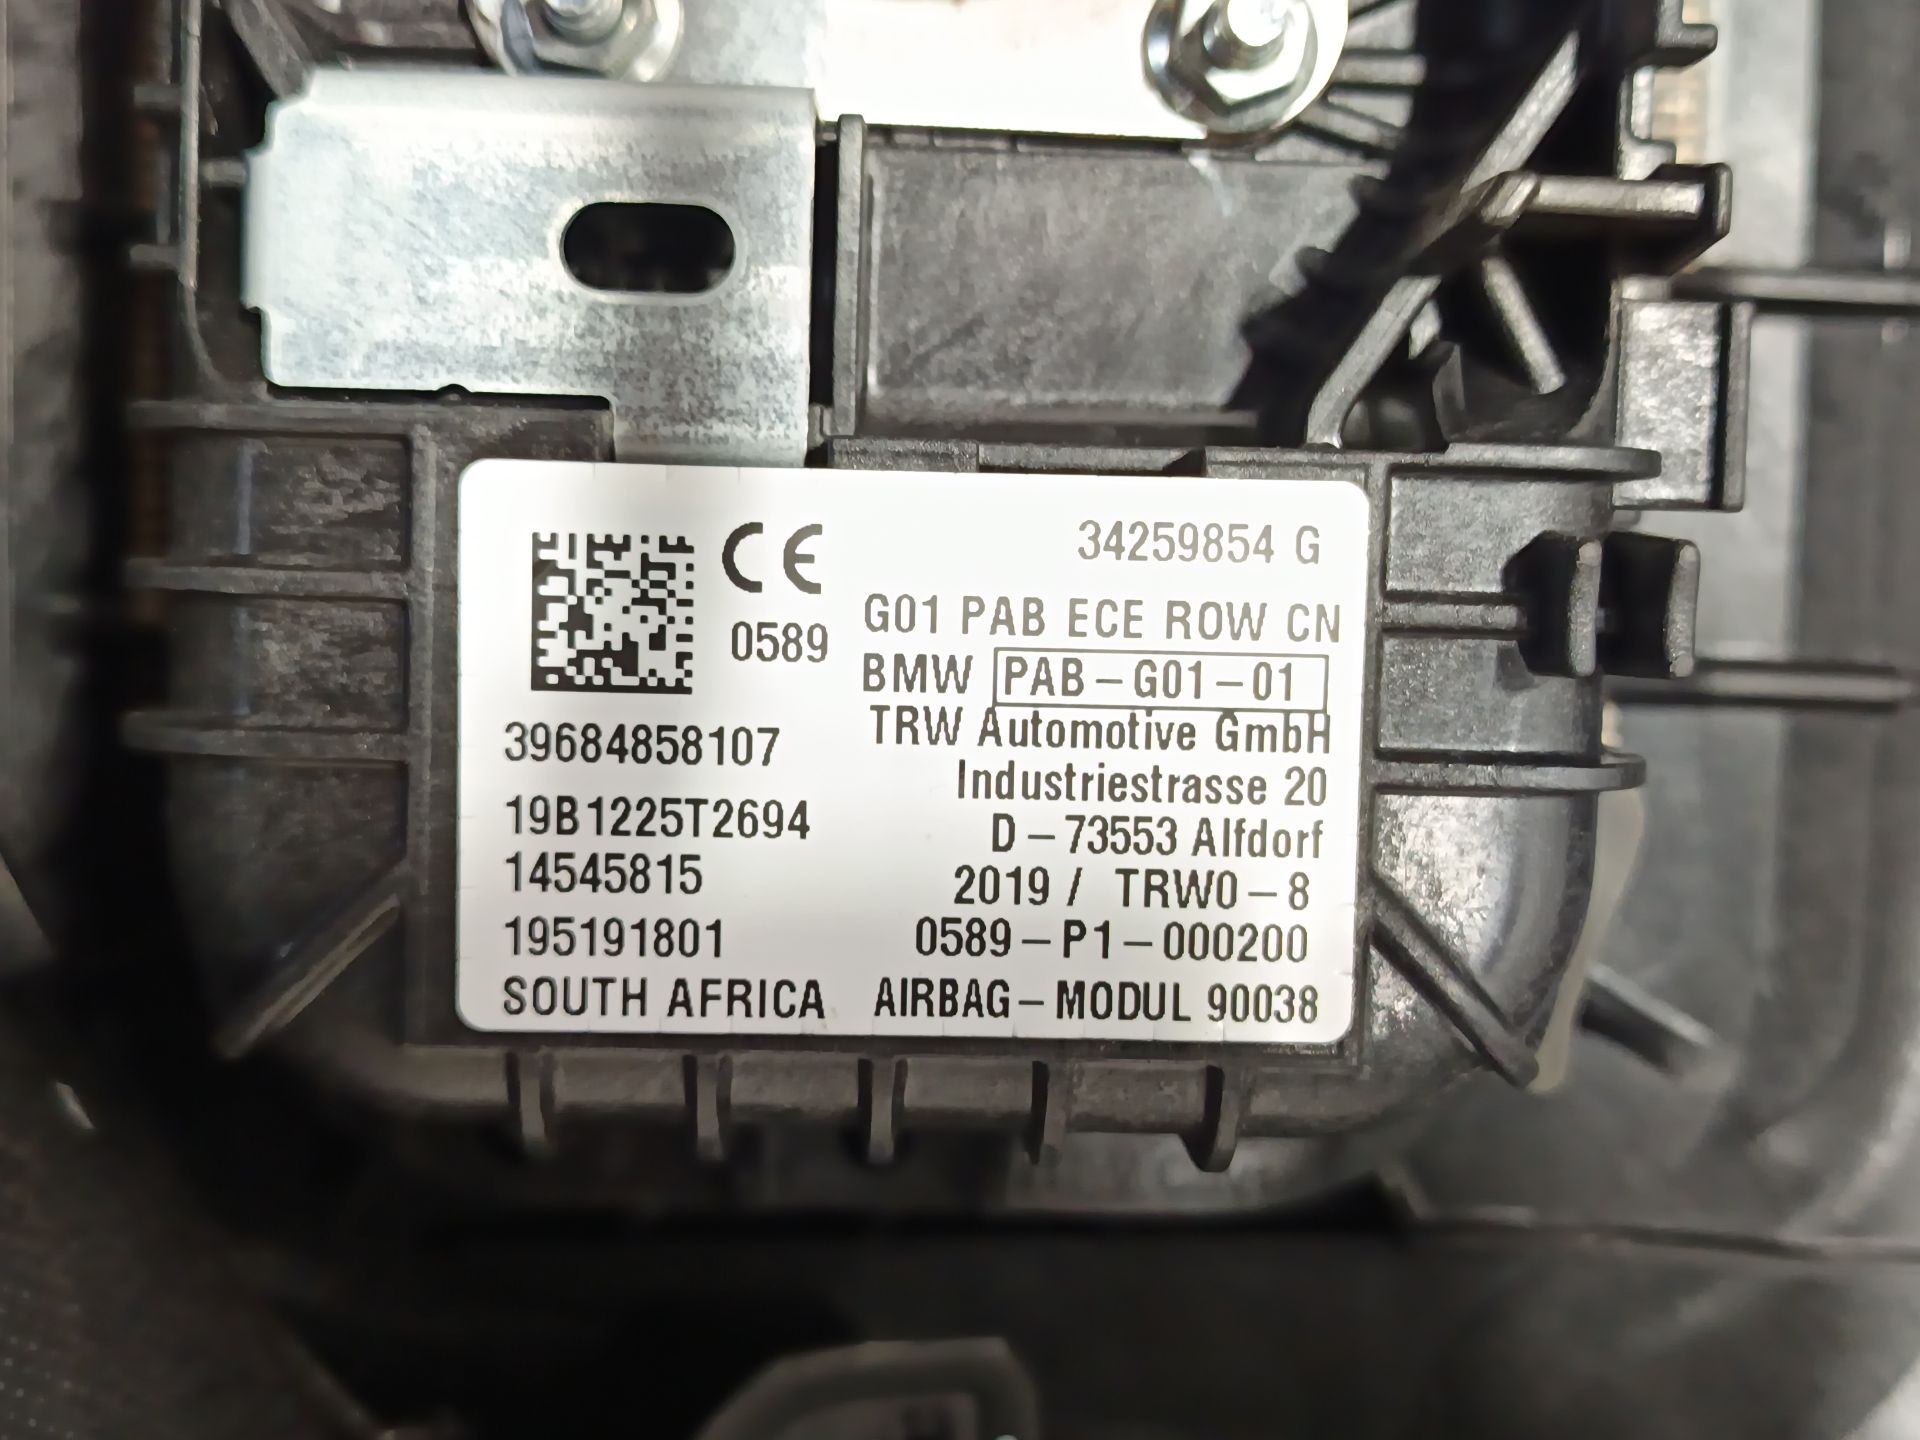 CE 34259854 G
0589 G01 PAB ECE ROW CN
BMW PAB-G01-01
39684858107 TRW Automotive GmbH
Industriestrasse 20
19B1225T2694 D-73553 Alfdorf
14545815 2019 / TRW0-8
195191801 0589-P1-000200
SOUTH AFRICA AIRBAG-MODUL 90038